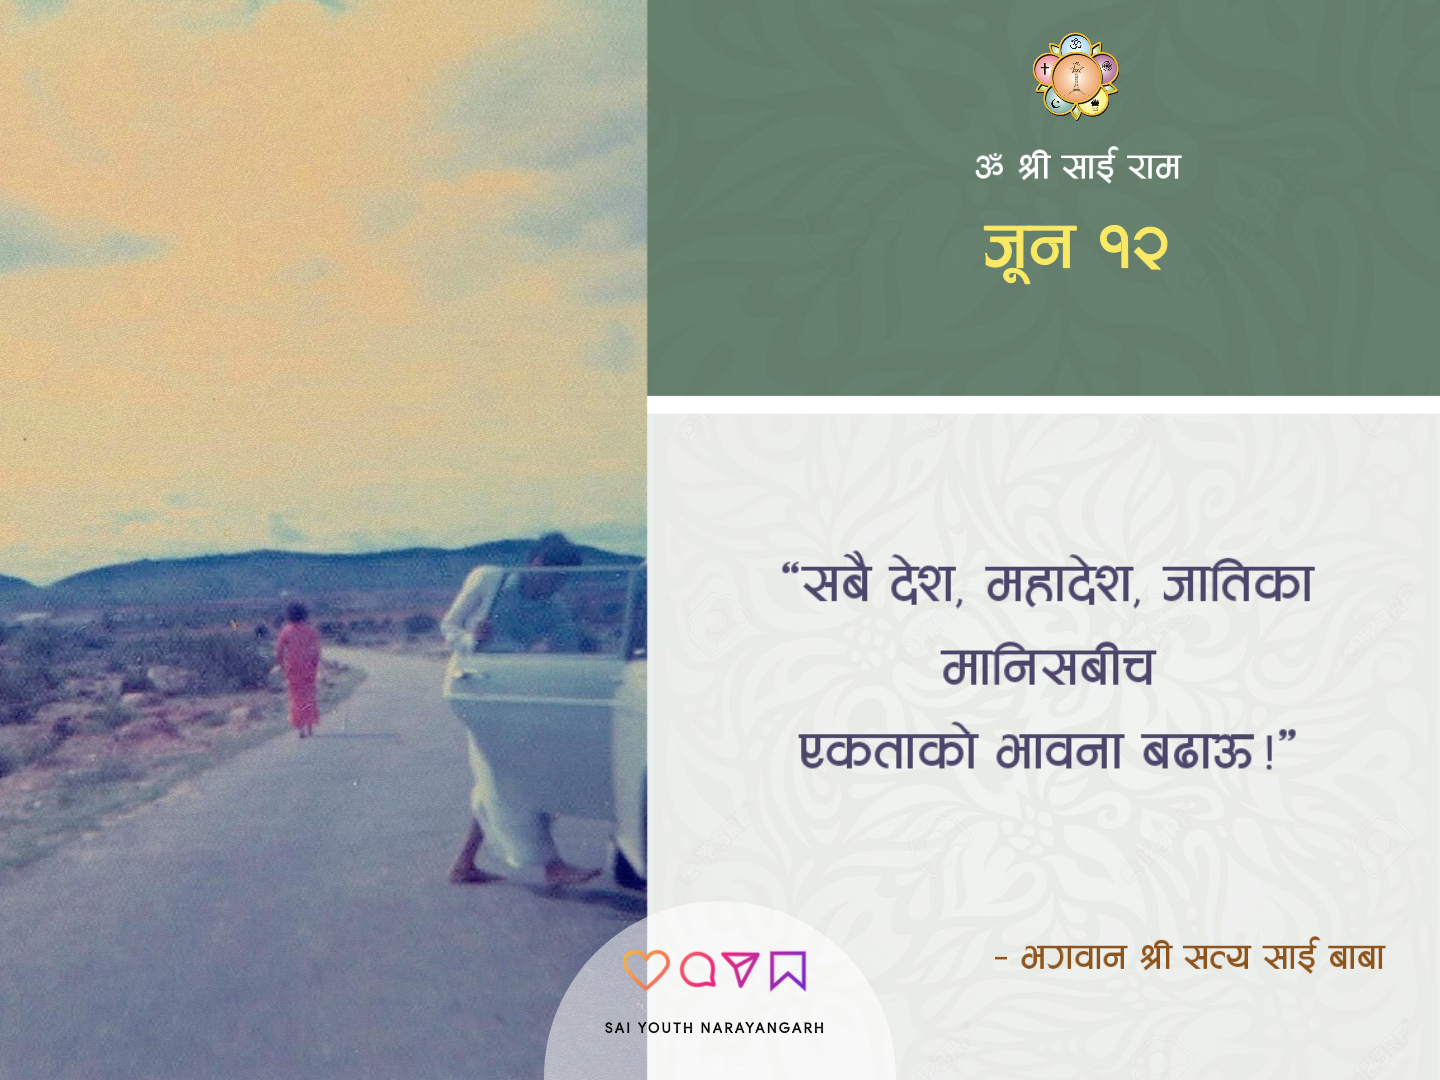 ॐ श्री साई राम
जून १२
“सबै देश, महादेश, जातिका
मानिसबीच
एकताको भावना बढाऊ !”
- भगवान श्री सत्य साई बाबा
SAI YOUTH NARAYANGARH